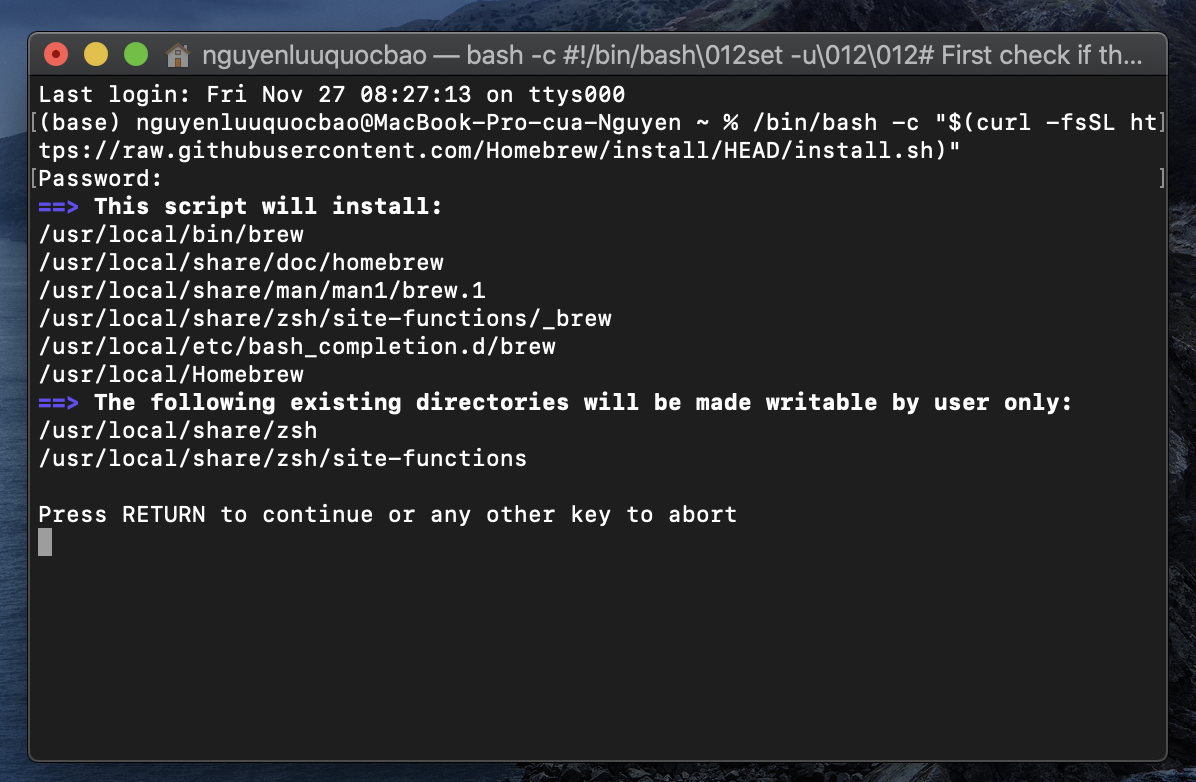 nguyenluuquocbao — bash -c #!/bin/bash\012set -u\012\012# First check if th...
Last login: Fri Nov 27 08:27:13 on ttys000
[(base) nguyenluuquocbao@MacBook-Pro-cua-Nguyen ~ % /bin/bash -c "$(curl -fsSL ht]
tps://raw.githubusercontent.com/Homebrew/install/HEAD/install.sh)"
[Password: ]
==> This script will install:
/usr/local/bin/brew
/usr/local/share/doc/homebrew
/usr/local/share/man/man1/brew.1
/usr/local/share/zsh/site-functions/_brew
/usr/local/etc/bash_completion.d/brew
/usr/local/Homebrew
==> The following existing directories will be made writable by user only:
/usr/local/share/zsh
/usr/local/share/zsh/site-functions
Press RETURN to continue or any other key to abort